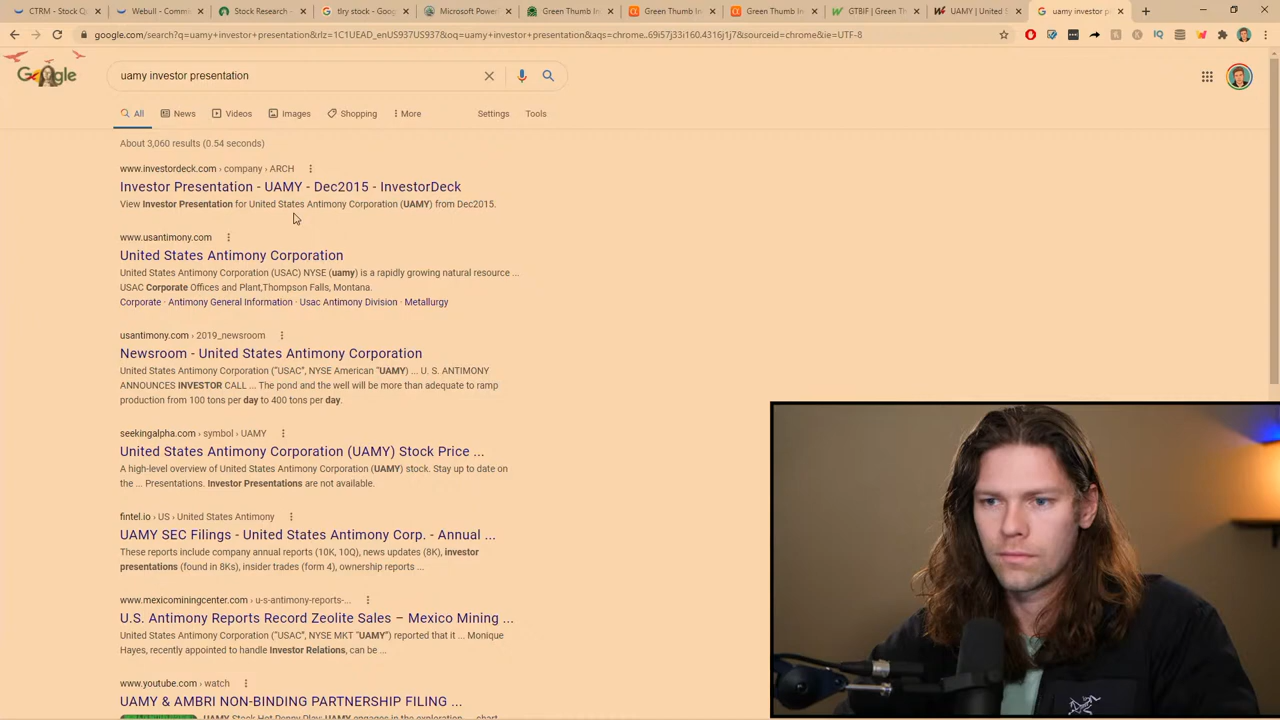 CTRM - Stock Q
Webull - Comm
Stock Research -
tlry stock - Goog
Microsoft Power
Green Thumb In
Green Thumb In
Green Thumb In
GTBIF | Green Th
UAMY | United S
uamy investor p
google.com/search?q=uamy+investor+presentation&rlz=1C1UEAD_enUS937US937&oq=uamy+investor+presentation&aqs=chrome..69i57j33i160.4316j1j7&sourceid=chrome&ie=UTF-8
Google
uamy investor presentation
All
News
Videos
Images
Shopping
More
Settings
Tools
About 3,060 results (0.54 seconds)
www.investordeck.com › company › ARCH
Investor Presentation - UAMY - Dec2015 - InvestorDeck
View Investor Presentation for United States Antimony Corporation (UAMY) from Dec2015.
www.usantimony.com
United States Antimony Corporation
United States Antimony Corporation (USAC) NYSE (uamy) is a rapidly growing natural resource ...
USAC Corporate Offices and Plant,Thompson Falls, Montana.
Corporate · Antimony General Information · Usac Antimony Division · Metallurgy
usantimony.com › 2019_newsroom
Newsroom - United States Antimony Corporation
United States Antimony Corporation ("USAC", NYSE American "UAMY) ... U. S. ANTIMONY
ANNOUNCES INVESTOR CALL ... The pond and the well will be more than adequate to ramp
production from 100 tons per day to 400 tons per day.
seekingalpha.com › symbol › UAMY
United States Antimony Corporation (UAMY) Stock Price ...
A high-level overview of United States Antimony Corporation (UAMY) stock. Stay up to date on
the ... Presentations. Investor Presentations are not available.
fintel.io › US › United States Antimony
UAMY SEC Filings - United States Antimony Corp. - Annual ...
These reports include company annual reports (10K, 10Q), news updates (8K), investor
presentations (found in 8Ks), insider trades (form 4), ownership reports ...
www.mexicominingcenter.com › u-s-antimony-reports-...
U.S. Antimony Reports Record Zeolite Sales – Mexico Mining ...
United States Antimony Corporation ("USAC", NYSE MKT "UAMY") reported that it ... Monique
Hayes, recently appointed to handle Investor Relations, can be ...
www.youtube.com › watch
UAMY & AMBRI NON-BINDING PARTNERSHIP FILING ...